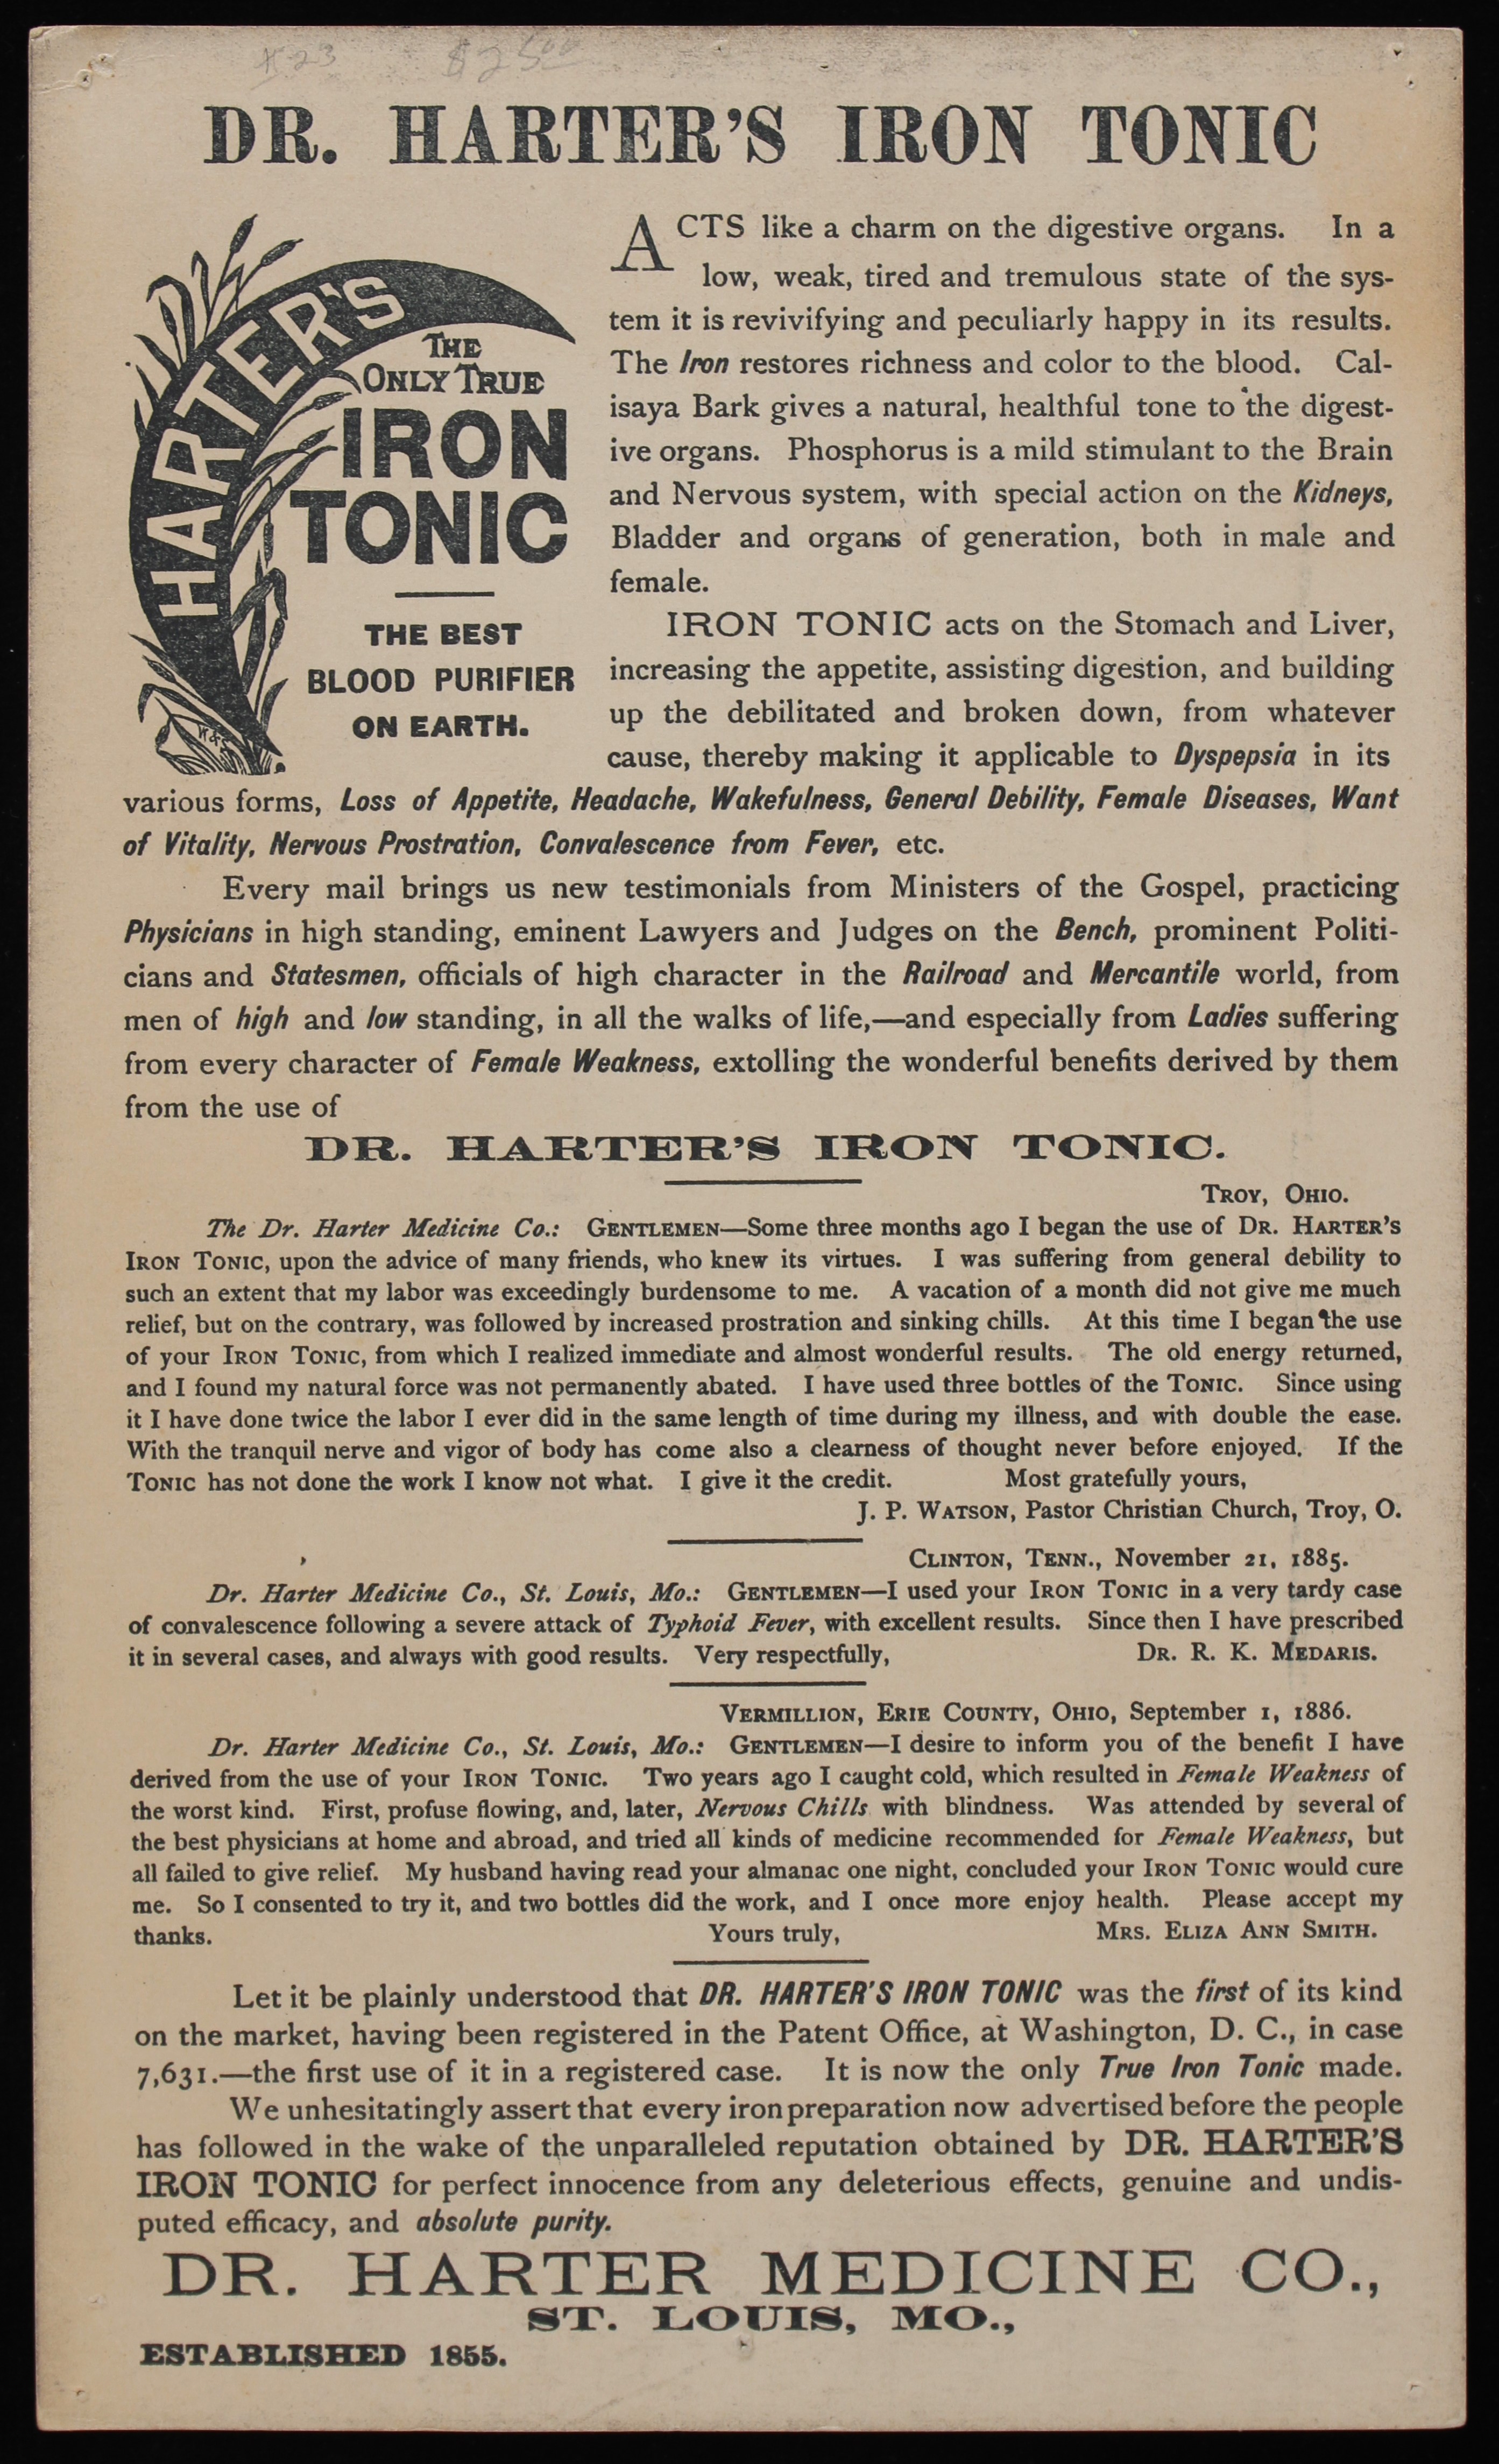 $25.00
DR. HARTER'S IRON TONIC
HARTER'S
THE
ONLY TRUE
IRON
TONIC
THE BEST
BLOOD PURIFIER
ON EARTH.
ACTS like a charm on the digestive organs. In a
low, weak, tired and tremulous state of the sys-
tem it is revivifying and peculiarly happy in its results.
The Iron restores richness and color to the blood. Cal-
isaya Bark gives a natural, healthful tone to the digest-
ive organs. Phosphorus is a mild stimulant to the Brain
and Nervous system, with special action on the Kidneys,
Bladder and organs of generation, both in male and
female.
IRON TONIC acts on the Stomach and Liver,
increasing the appetite, assisting digestion, and building
up the debilitated and broken down, from whatever
cause, thereby making it applicable to Dyspepsia in its
various forms, Loss of Appetite, Headache, Wakefulness, General Debility, Female Diseases, Want
of Vitality, Nervous Prostration, Convalescence from Fever, etc.
Every mail brings us new testimonials from Ministers of the Gospel, practicing
Physicians in high standing, eminent Lawyers and Judges on the Bench, prominent Politi-
cians and Statesmen, officials of high character in the Railroad and Mercantile world, from
men of high and low standing, in all the walks of life,—and especially from Ladies suffering
from every character of Female Weakness, extolling the wonderful benefits derived by them
from the use of
DR. HARTER'S IRON TONIC.
TROY, OHIO.
The Dr. Harter Medicine Co.: GENTLEMEN—Some three months ago I began the use of DR. HARTER'S
IRON TONIC, upon the advice of many friends, who knew its virtues. I was suffering from general debility to
such an extent that my labor was exceedingly burdensome to me. A vacation of a month did not give me much
relief, but on the contrary, was followed by increased prostration and sinking chills. At this time I began the use
of your IRON TONIC, from which I realized immediate and almost wonderful results. The old energy returned,
and I found my natural force was not permanently abated. I have used three bottles of the TONIC. Since using
it I have done twice the labor I ever did in the same length of time during my illness, and with double the ease.
With the tranquil nerve and vigor of body has come also a clearness of thought never before enjoyed. If the
TONIC has not done the work I know not what. I give it the credit. Most gratefully yours,
J. P. WATSON, Pastor Christian Church, Troy, O.
CLINTON, TENN., November 21, 1885.
Dr. Harter Medicine Co., St. Louis, Mo.: GENTLEMEN—I used your IRON TONIC in a very tardy case
of convalescence following a severe attack of Typhoid Fever, with excellent results. Since then I have prescribed
it in several cases, and always with good results. Very respectfully, DR. R. K. MEDARIS.
VERMILLION, ERIE COUNTY, OHIO, September 1, 1886.
Dr. Harter Medicine Co., St. Louis, Mo.: GENTLEMEN—I desire to inform you of the benefit I have
derived from the use of your IRON TONIC. Two years ago I caught cold, which resulted in Female Weakness of
the worst kind. First, profuse flowing, and, later, Nervous Chills with blindness. Was attended by several of
the best physicians at home and abroad, and tried all kinds of medicine recommended for Female Weakness, but
all failed to give relief. My husband having read your almanac one night, concluded your IRON TONIC would cure
me. So I consented to try it, and two bottles did the work, and I once more enjoy health. Please accept my
thanks. Yours truly, MRS. ELIZA ANN SMITH.
Let it be plainly understood that DR. HARTER'S IRON TONIC was the first of its kind
on the market, having been registered in the Patent Office, at Washington, D. C., in case
7,631.—the first use of it in a registered case. It is now the only True Iron Tonic made.
We unhesitatingly assert that every iron preparation now advertised before the people
has followed in the wake of the unparalleled reputation obtained by DR. HARTER'S
IRON TONIC for perfect innocence from any deleterious effects, genuine and undis-
puted efficacy, and absolute purity.
DR. HARTER MEDICINE CO.,
ST. LOUIS, MO.,
ESTABLISHED 1855.